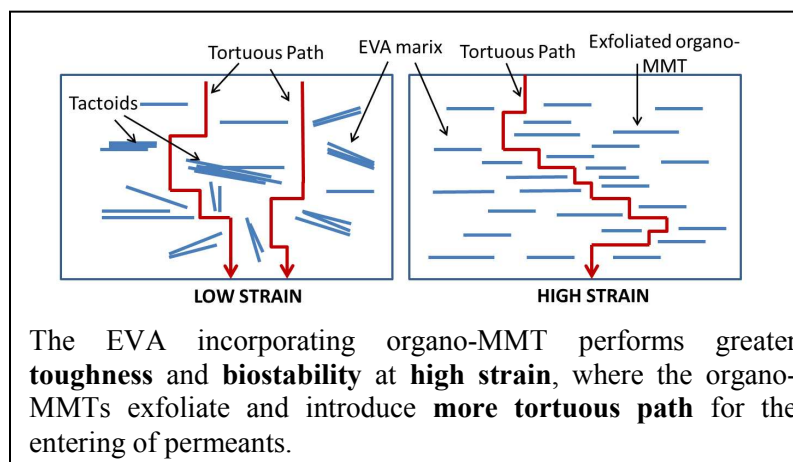 Tortuous Path
EVA marix
Tortuous Path
Exfoliated organo-
MMT
Tactoids
LOW STRAIN
HIGH STRAIN
The EVA incorporating organo-MMT performs greater
toughness and biostability at high strain, where the organo-
MMTs exfoliate and introduce more tortuous path for the
entering of permeants.